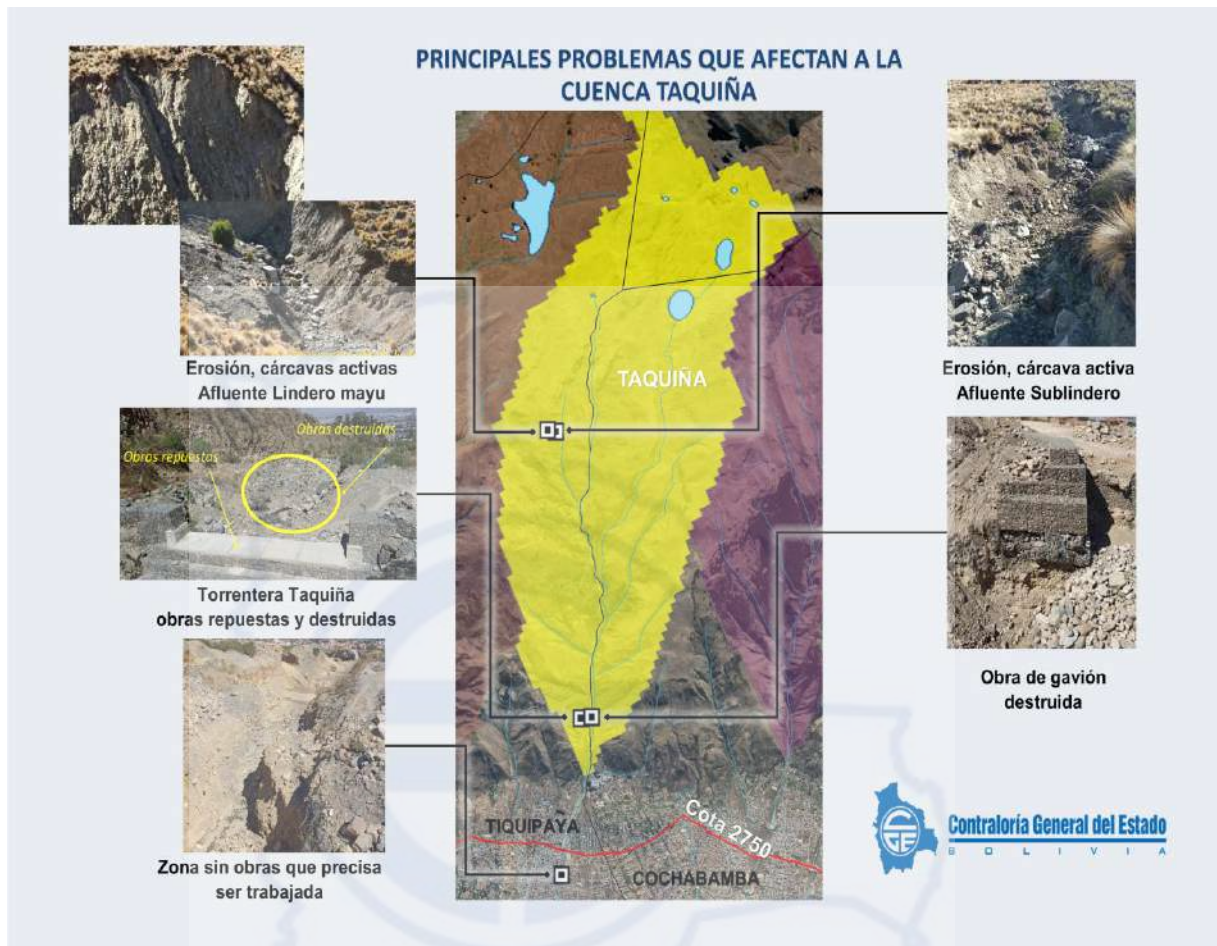 PRINCIPALES PROBLEMAS QUE AFECTAN A LA
CUENCA TAQUIÑA
Erosión, cárcavas activas
Afluente Lindero mayu
Obras destruidas
Obras repuestas
Torrentera Taquiña
obras repuestas y destruidas
Zona sin obras que precisa
ser trabajada
TAQUIÑA
TIQUIPAYA
Cota 2750
COCHABAMBA
Erosión, cárcava activa
Afluente Sublindero
Obra de gavión
destruida
CGE
Contraloría General del Estado
BOLIVIA